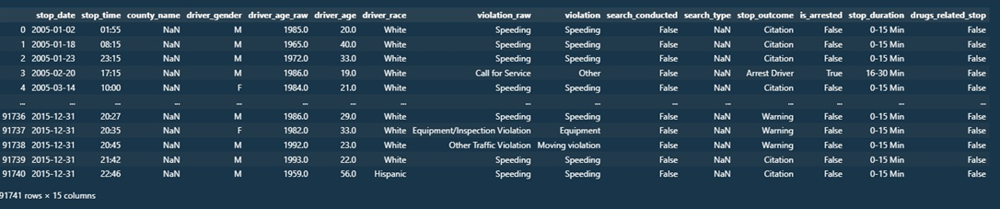 stop_date stop_time county_name driver_gender driver_age_raw driver_age driver_race violation_raw violation search_conducted search_type stop_outcome is_arrested stop_duration drugs_related_stop
0 2005-01-02 01:55 NaN M 1985.0 20.0 White Speeding Speeding False NaN Citation False 0-15 Min False
1 2005-01-18 08:15 NaN M 1965.0 40.0 White Speeding Speeding False NaN Citation False 0-15 Min False
2 2005-01-23 23:15 NaN M 1972.0 33.0 White Speeding Speeding False NaN Citation False 0-15 Min False
3 2005-02-20 17:15 NaN M 1986.0 19.0 White Call for Service Other False NaN Arrest Driver True 16-30 Min False
4 2005-03-14 10:00 NaN F 1984.0 21.0 White Speeding Speeding False NaN Citation False 0-15 Min False
... ... ... ... ... ... ... ... ... ... ... ... ... ... ... ...
91736 2015-12-31 20:27 NaN M 1986.0 29.0 White Speeding Speeding False NaN Warning False 0-15 Min False
91737 2015-12-31 20:35 NaN F 1982.0 33.0 White Equipment/Inspection Violation Equipment False NaN Warning False 0-15 Min False
91738 2015-12-31 20:45 NaN M 1992.0 23.0 White Other Traffic Violation Moving violation False NaN Warning False 0-15 Min False
91739 2015-12-31 21:42 NaN M 1993.0 22.0 White Speeding Speeding False NaN Citation False 0-15 Min False
91740 2015-12-31 22:46 NaN M 1959.0 56.0 Hispanic Speeding Speeding False NaN Citation False 0-15 Min False
91741 rows × 15 columns